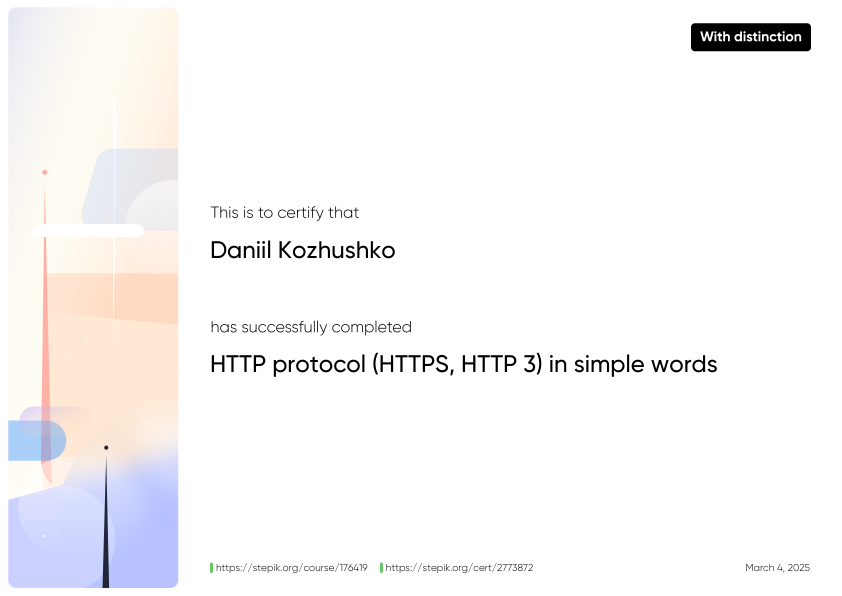 With distinction
This is to certify that
Daniil Kozhushko
has successfully completed
HTTP protocol (HTTPS, HTTP 3) in simple words
https://stepik.org/course/176419 https://stepik.org/cert/2773872 March 4, 2025